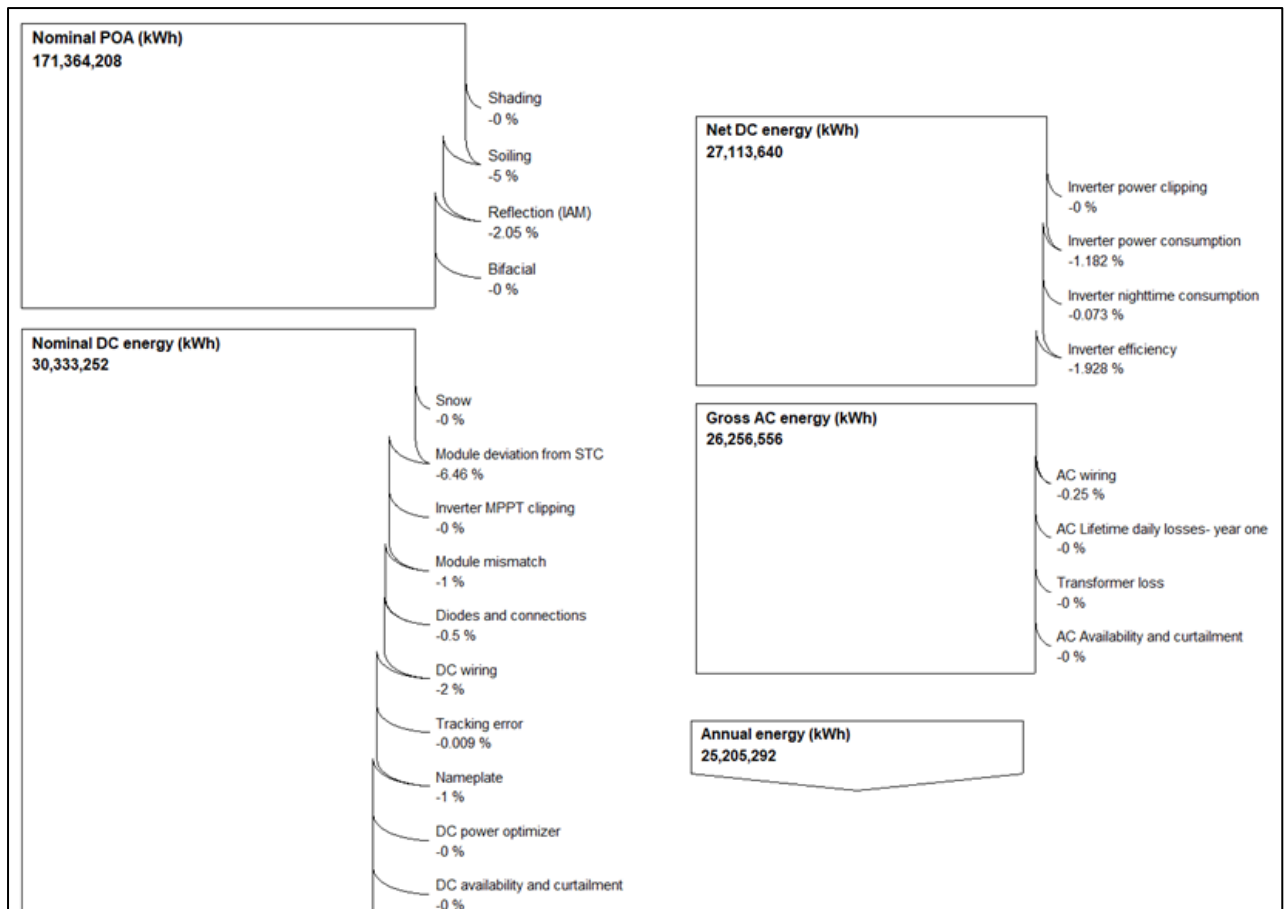 Nominal POA (kWh)
171,364,208
Shading
-0 %
Soiling
-5 %
Reflection (IAM)
-2.05 %
Bifacial
-0 %
Nominal DC energy (kWh)
30,333,252
Snow
-0 %
Module deviation from STC
-6.46 %
Inverter MPPT clipping
-0 %
Module mismatch
-1 %
Diodes and connections
-0.5 %
DC wiring
-2 %
Tracking error
-0.009 %
Nameplate
-1 %
DC power optimizer
-0 %
DC availability and curtailment
-0 %
Net DC energy (kWh)
27,113,640
Inverter power clipping
-0 %
Inverter power consumption
-1.182 %
Inverter nighttime consumption
-0.073 %
Inverter efficiency
-1.928 %
Gross AC energy (kWh)
26,256,556
AC wiring
-0.25 %
AC Lifetime daily losses- year one
-0 %
Transformer loss
-0 %
AC Availability and curtailment
-0 %
Annual energy (kWh)
25,205,292